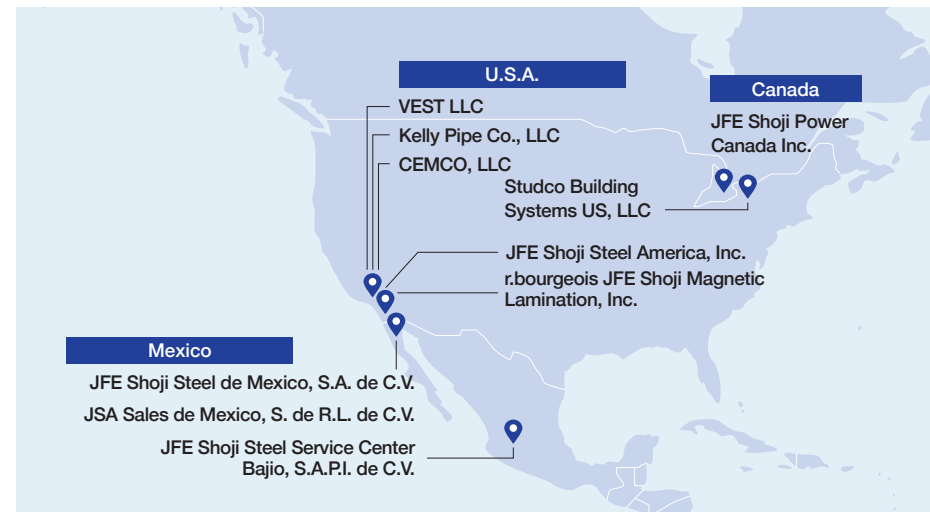 U.S.A.
VEST LLC
Kelly Pipe Co., LLC
CEMCO, LLC
Canada
JFE Shoji Power
Canada Inc.
Studco Building
Systems US, LLC
JFE Shoji Steel America, Inc.
r.bourgeois JFE Shoji Magnetic
Lamination, Inc.
Mexico
JFE Shoji Steel de Mexico, S.A. de C.V.
JSA Sales de Mexico, S. de R.L. de C.V.
JFE Shoji Steel Service Center
Bajio, S.A.P.I. de C.V.